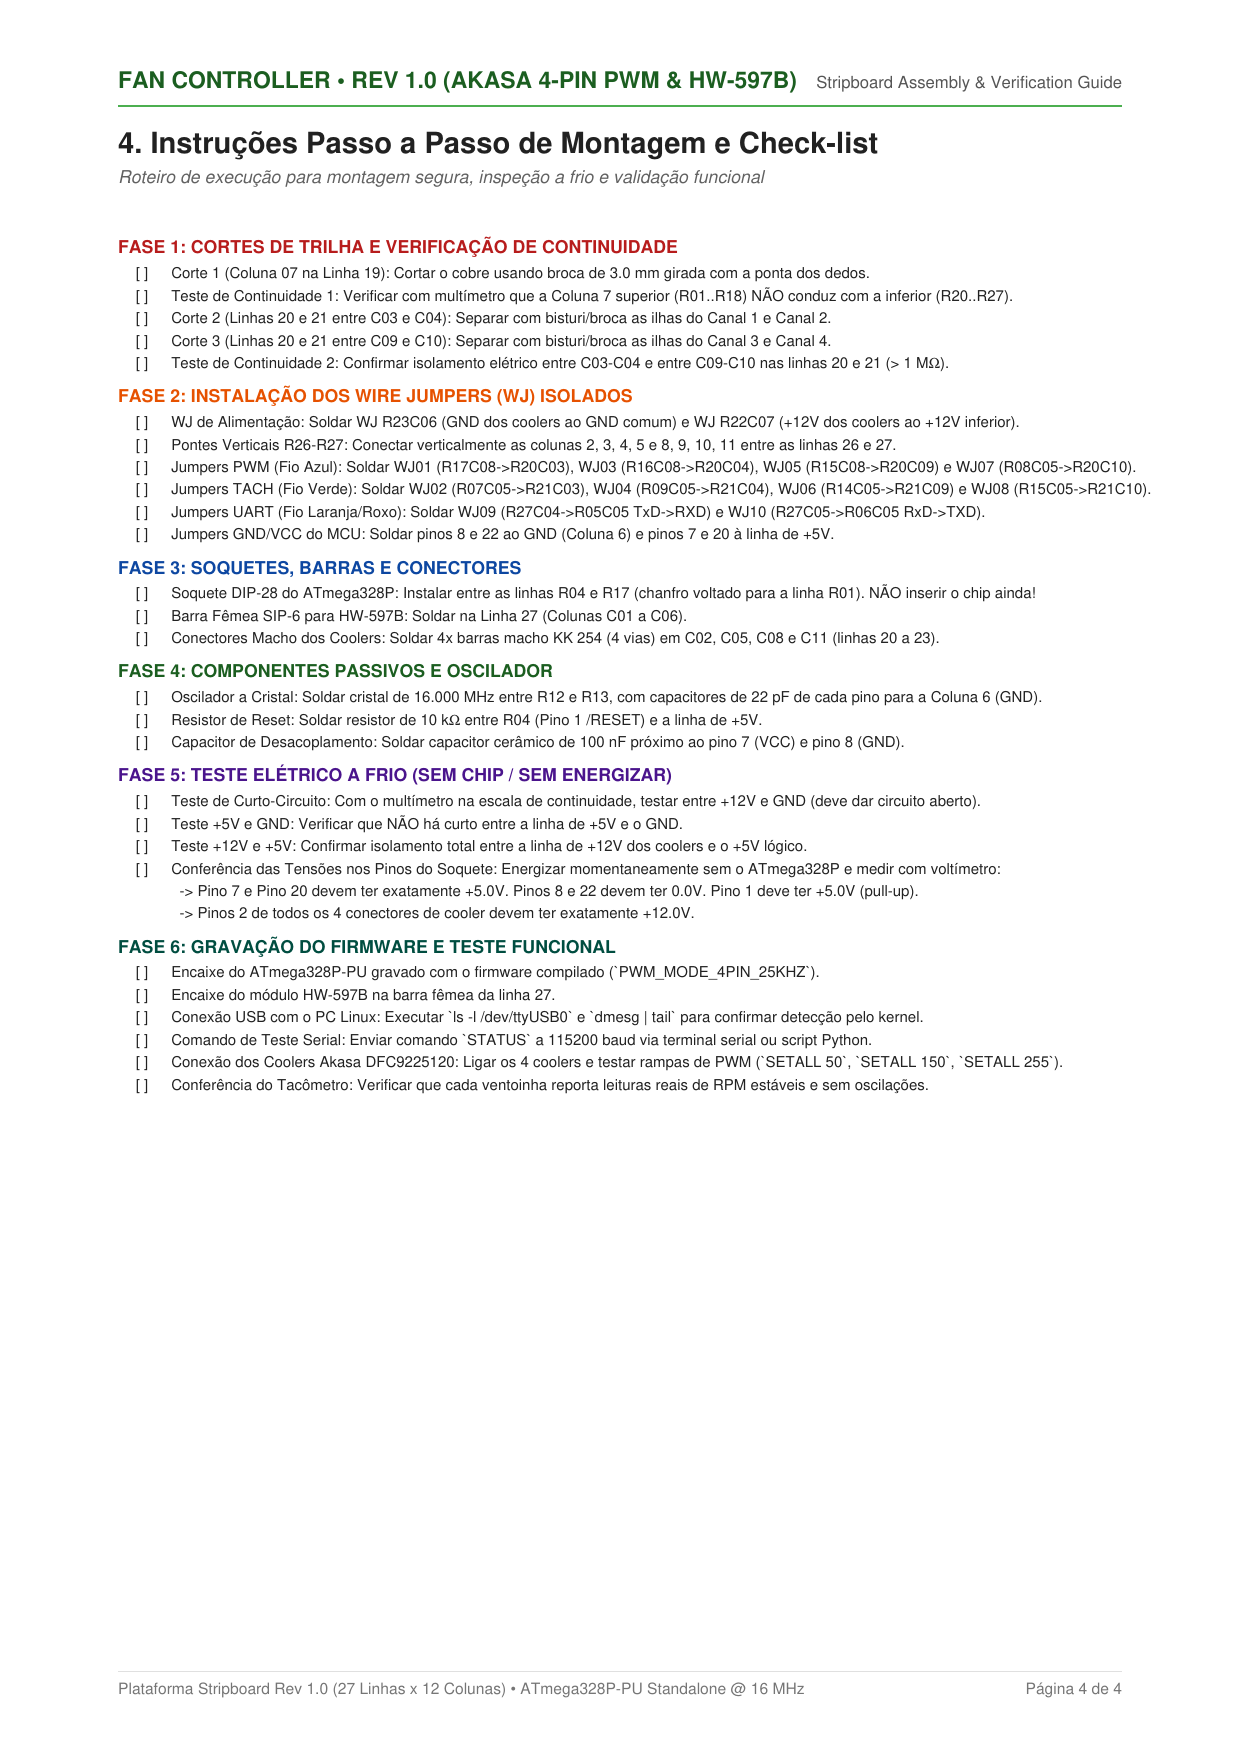 FAN CONTROLLER • REV 1.0 (AKASA 4-PIN PWM & HW-597B) Stripboard Assembly & Verification Guide
4. Instruções Passo a Passo de Montagem e Check-list
Roteiro de execução para montagem segura, inspeção a frio e validação funcional
FASE 1: CORTES DE TRILHA E VERIFICAÇÃO DE CONTINUIDADE
[ ] Corte 1 (Coluna 07 na Linha 19): Cortar o cobre usando broca de 3.0 mm girada com a ponta dos dedos.
[ ] Teste de Continuidade 1: Verificar com multímetro que a Coluna 7 superior (R01..R18) NÃO conduz com a inferior (R20..R27).
[ ] Corte 2 (Linhas 20 e 21 entre C03 e C04): Separar com bisturi/broca as ilhas do Canal 1 e Canal 2.
[ ] Corte 3 (Linhas 20 e 21 entre C09 e C10): Separar com bisturi/broca as ilhas do Canal 3 e Canal 4.
[ ] Teste de Continuidade 2: Confirmar isolamento elétrico entre C03-C04 e entre C09-C10 nas linhas 20 e 21 (> 1 MΩ).
FASE 2: INSTALAÇÃO DOS WIRE JUMPERS (WJ) ISOLADOS
[ ] WJ de Alimentação: Soldar WJ R23C06 (GND dos coolers ao GND comum) e WJ R22C07 (+12V dos coolers ao +12V inferior).
[ ] Pontes Verticais R26-R27: Conectar verticalmente as colunas 2, 3, 4, 5 e 8, 9, 10, 11 entre as linhas 26 e 27.
[ ] Jumpers PWM (Fio Azul): Soldar WJ01 (R17C08->R20C03), WJ03 (R16C08->R20C04), WJ05 (R15C08->R20C09) e WJ07 (R08C05->R20C10).
[ ] Jumpers TACH (Fio Verde): Soldar WJ02 (R07C05->R21C03), WJ04 (R09C05->R21C04), WJ06 (R14C05->R21C09) e WJ08 (R15C05->R21C10).
[ ] Jumpers UART (Fio Laranja/Roxo): Soldar WJ09 (R27C04->R05C05 TxD->RXD) e WJ10 (R27C05->R06C05 RxD->TXD).
[ ] Jumpers GND/VCC do MCU: Soldar pinos 8 e 22 ao GND (Coluna 6) e pinos 7 e 20 à linha de +5V.
FASE 3: SOQUETES, BARRAS E CONECTORES
[ ] Soquete DIP-28 do ATmega328P: Instalar entre as linhas R04 e R17 (chanfro voltado para a linha R01). NÃO inserir o chip ainda!
[ ] Barra Fêmea SIP-6 para HW-597B: Soldar na Linha 27 (Colunas C01 a C06).
[ ] Conectores Macho dos Coolers: Soldar 4x barras macho KK 254 (4 vias) em C02, C05, C08 e C11 (linhas 20 a 23).
FASE 4: COMPONENTES PASSIVOS E OSCILADOR
[ ] Oscilador a Cristal: Soldar cristal de 16.000 MHz entre R12 e R13, com capacitores de 22 pF de cada pino para a Coluna 6 (GND).
[ ] Resistor de Reset: Soldar resistor de 10 kΩ entre R04 (Pino 1 /RESET) e a linha de +5V.
[ ] Capacitor de Desacoplamento: Soldar capacitor cerâmico de 100 nF próximo ao pino 7 (VCC) e pino 8 (GND).
FASE 5: TESTE ELÉTRICO A FRIO (SEM CHIP / SEM ENERGIZAR)
[ ] Teste de Curto-Circuito: Com o multímetro na escala de continuidade, testar entre +12V e GND (deve dar circuito aberto).
[ ] Teste +5V e GND: Verificar que NÃO há curto entre a linha de +5V e o GND.
[ ] Teste +12V e +5V: Confirmar isolamento total entre a linha de +12V dos coolers e o +5V lógico.
[ ] Conferência das Tensões nos Pinos do Soquete: Energizar momentaneamente sem o ATmega328P e medir com voltímetro:
-> Pino 7 e Pino 20 devem ter exatamente +5.0V. Pinos 8 e 22 devem ter 0.0V. Pino 1 deve ter +5.0V (pull-up).
-> Pinos 2 de todos os 4 conectores de cooler devem ter exatamente +12.0V.
FASE 6: GRAVAÇÃO DO FIRMWARE E TESTE FUNCIONAL
[ ] Encaixe do ATmega328P-PU gravado com o firmware compilado (`PWM_MODE_4PIN_25KHZ`).
[ ] Encaixe do módulo HW-597B na barra fêmea da linha 27.
[ ] Conexão USB com o PC Linux: Executar `ls -l /dev/ttyUSB0` e `dmesg | tail` para confirmar detecção pelo kernel.
[ ] Comando de Teste Serial: Enviar comando `STATUS` a 115200 baud via terminal serial ou script Python.
[ ] Conexão dos Coolers Akasa DFC9225120: Ligar os 4 coolers e testar rampas de PWM (`SETALL 50`, `SETALL 150`, `SETALL 255`).
[ ] Conferência do Tacômetro: Verificar que cada ventoinha reporta leituras reais de RPM estáveis e sem oscilações.
Plataforma Stripboard Rev 1.0 (27 Linhas x 12 Colunas) • ATmega328P-PU Standalone @ 16 MHz Página 4 de 4